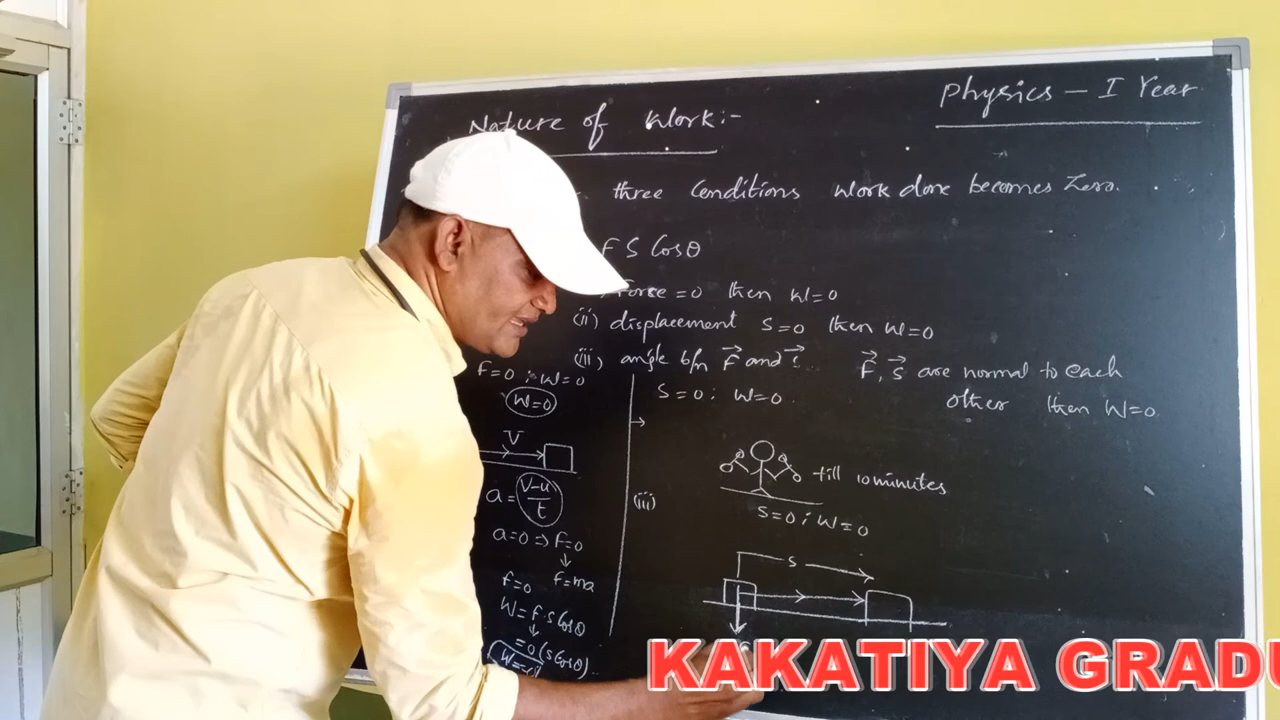 Physics - I Year
Nature of Work:-
three Conditions work done becomes Zero.
F S Cosθ
Force = 0 then W=0
(ii) displacement S=0 then W=0
(iii) angle b/n F and F, S are normal to each
other then W=0
F=0 ; W=0
W=0
S=0 ; W=0
V
a = V-u / t
a=0 ⇒ F=0
F=ma
F=0
W= F.S Cosθ
=0 (S Cosθ)
till 10 minutes
S=0 ; W=0
(iii)
S
KAKATIYA GRADU